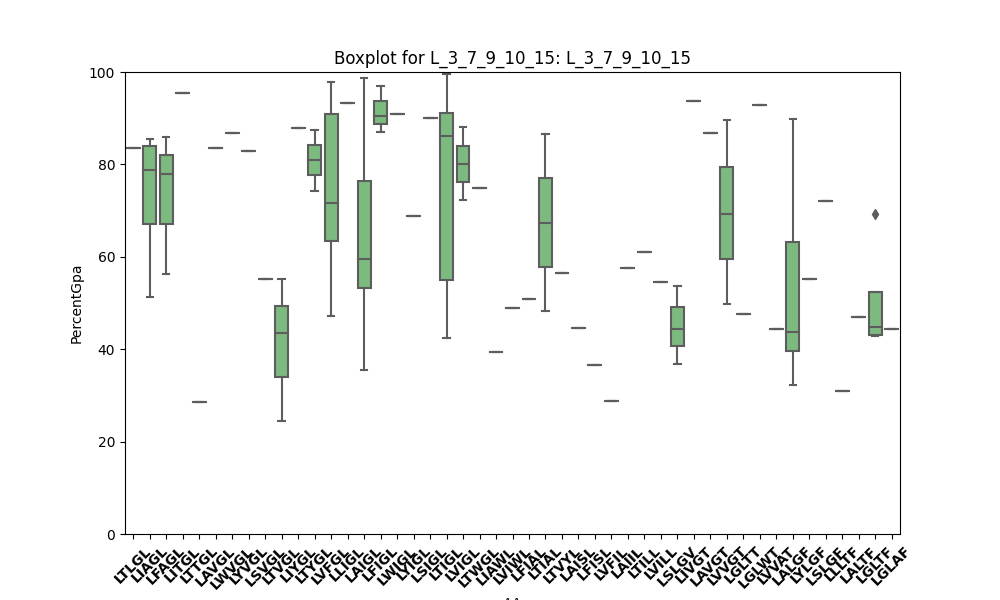 Boxplot for L_3_7_9_10_15: L_3_7_9_10_15
PercentGpa
100
80
60
40
20
0
LTLGL
LIAGL
LFAGL
LITGL
LTTGL
LAVGL
LWVGL
LYVGL
LSVGL
LTVGL
LIYGL
LTYGL
LVFGL
LLIGL
LAIGL
LFIGL
LWIGL
LYIGL
LSIGL
LTIGL
LVIGL
LTWGL
LIAWL
LVIWL
LFIAL
LTIAL
LTVYL
LAISL
LFISL
LVFIL
LAIIL
LTILL
LVILL
LSLGV
LIVGT
LAVGT
LVVGT
LGLTT
LGLWT
LVVAT
LALGF
LYLGF
LSLGF
LLLTF
LALTF
LGLTF
LGLAF